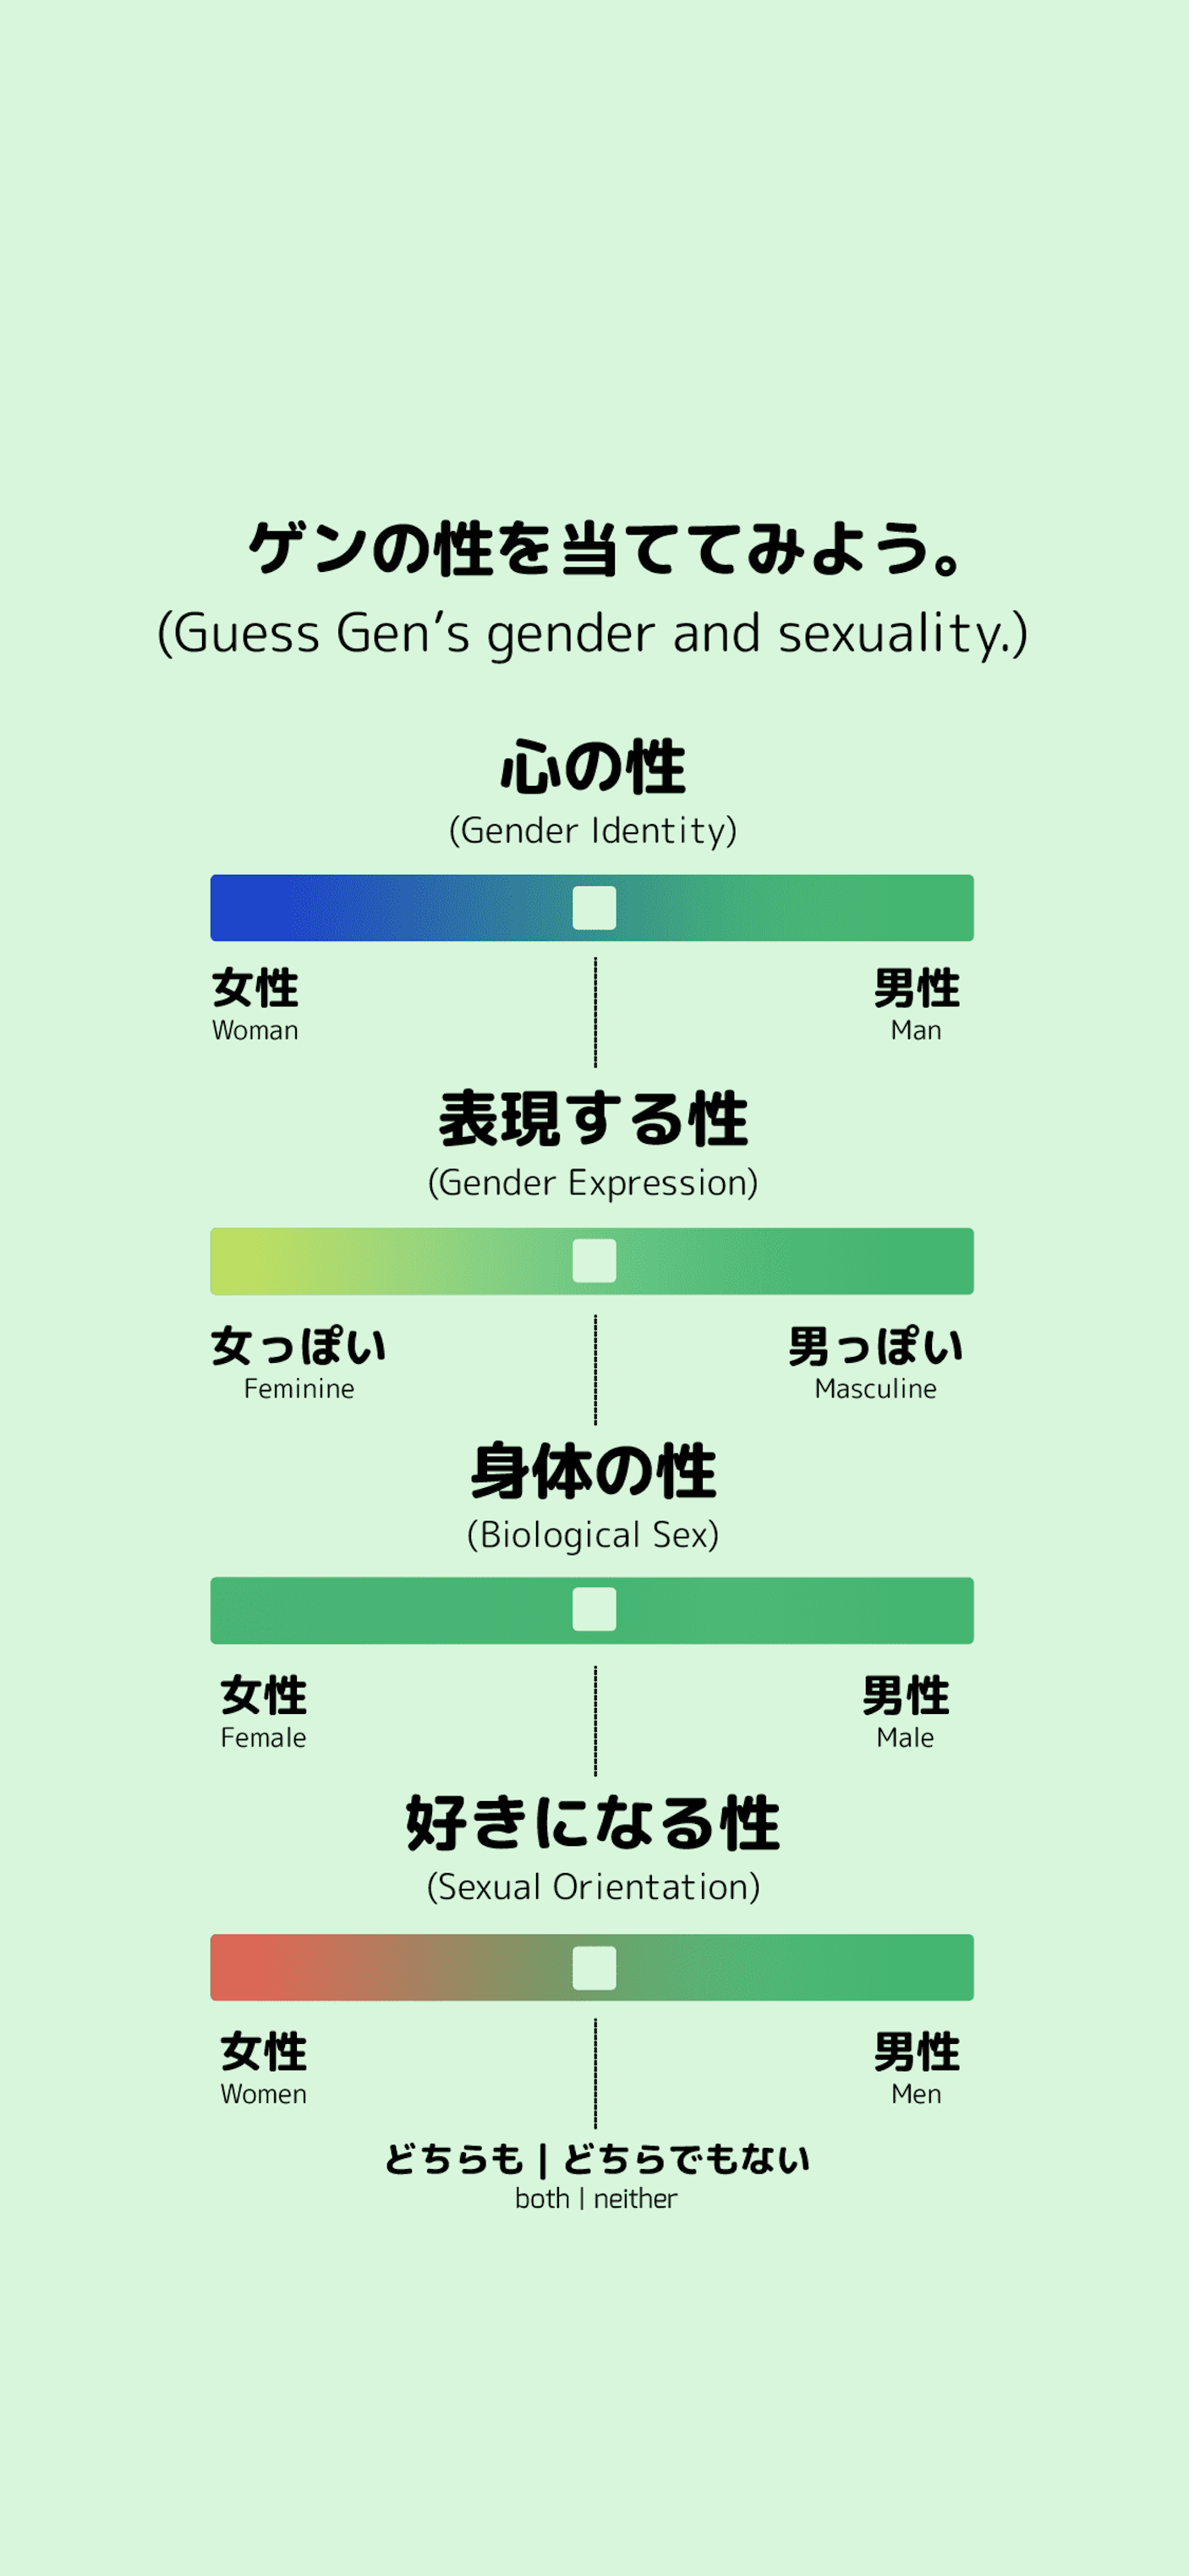 ゲンの性を当ててみよう。
(Guess Gen’s gender and sexuality.)
心の性
(Gender Identity)
女性 男性
Woman Man
表現する性
(Gender Expression)
女っぽい 男っぽい
Feminine Masculine
身体の性
(Biological Sex)
女性 男性
Female Male
好きになる性
(Sexual Orientation)
女性 男性
Women Men
どちらも | どちらでもない
both | neither